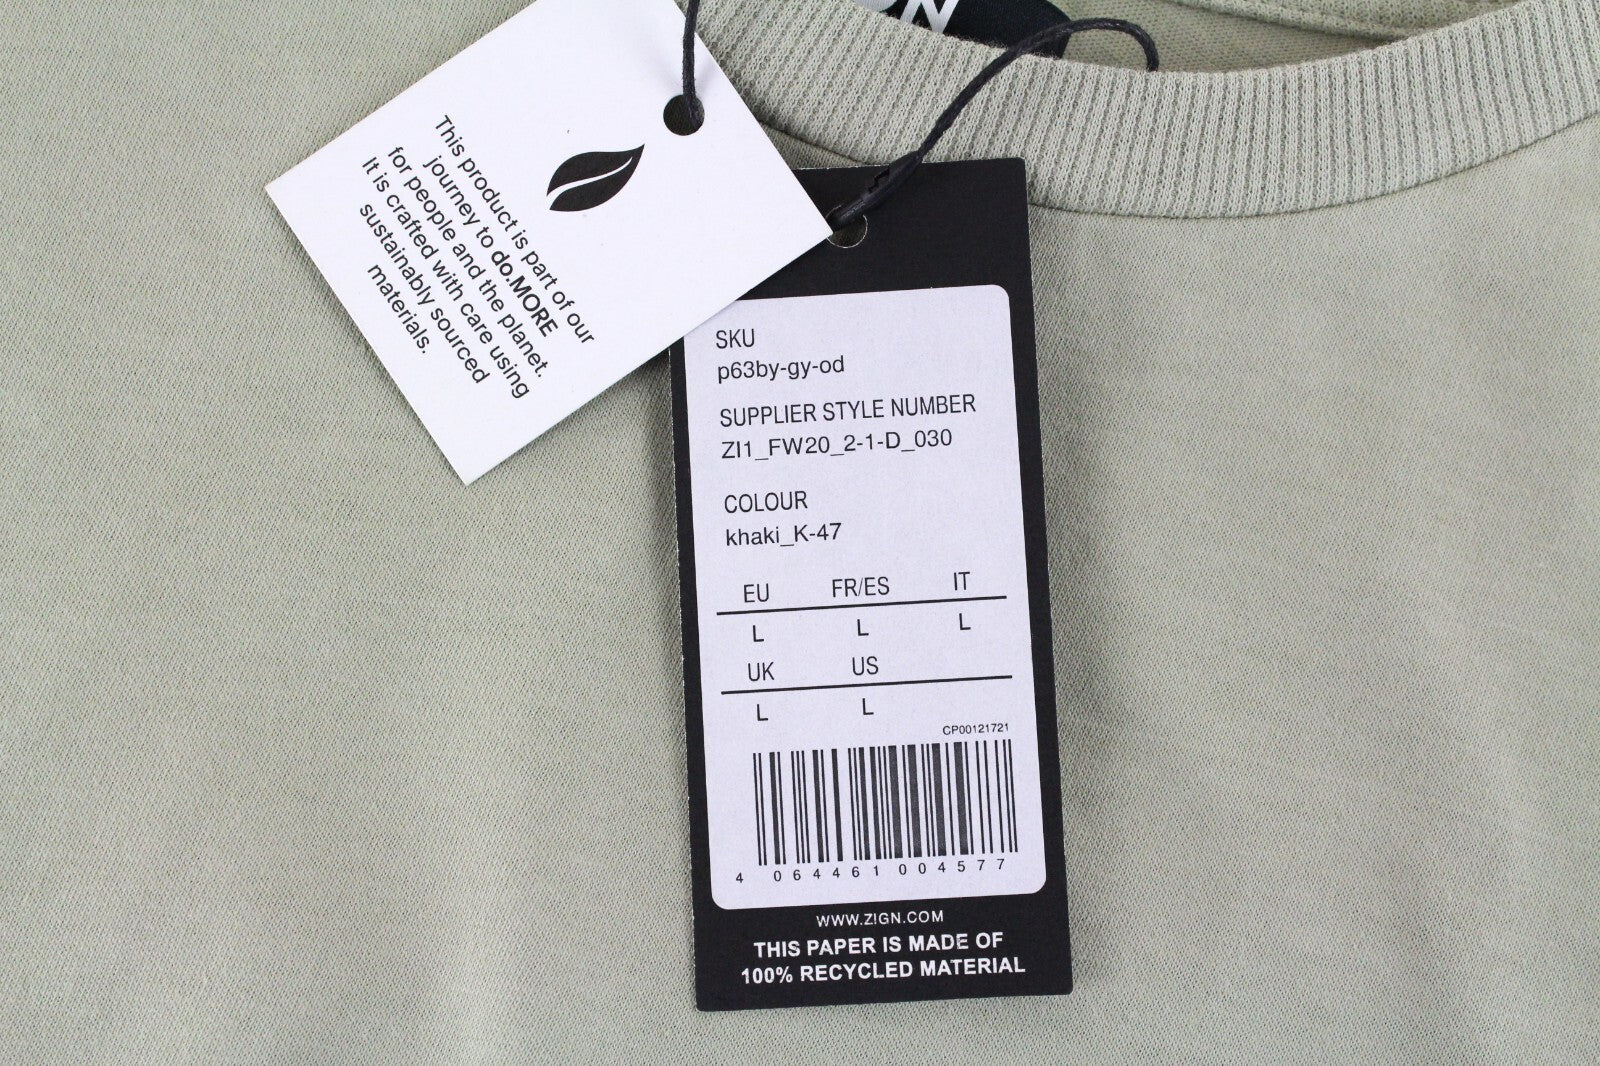 This product is part of our
journey to do.MORE
for people and the planet.
It is crafted with care using
sustainably sourced
materials.
SKU
p63by-gy-od
SUPPLIER STYLE NUMBER
ZI1_FW20_2-1-D_030
COLOUR
khaki_K-47
EU FR/ES IT
L L L
UK US
L L
CP00121721
4 064461 004577
WWW.ZIGN.COM
THIS PAPER IS MADE OF
100% RECYCLED MATERIAL